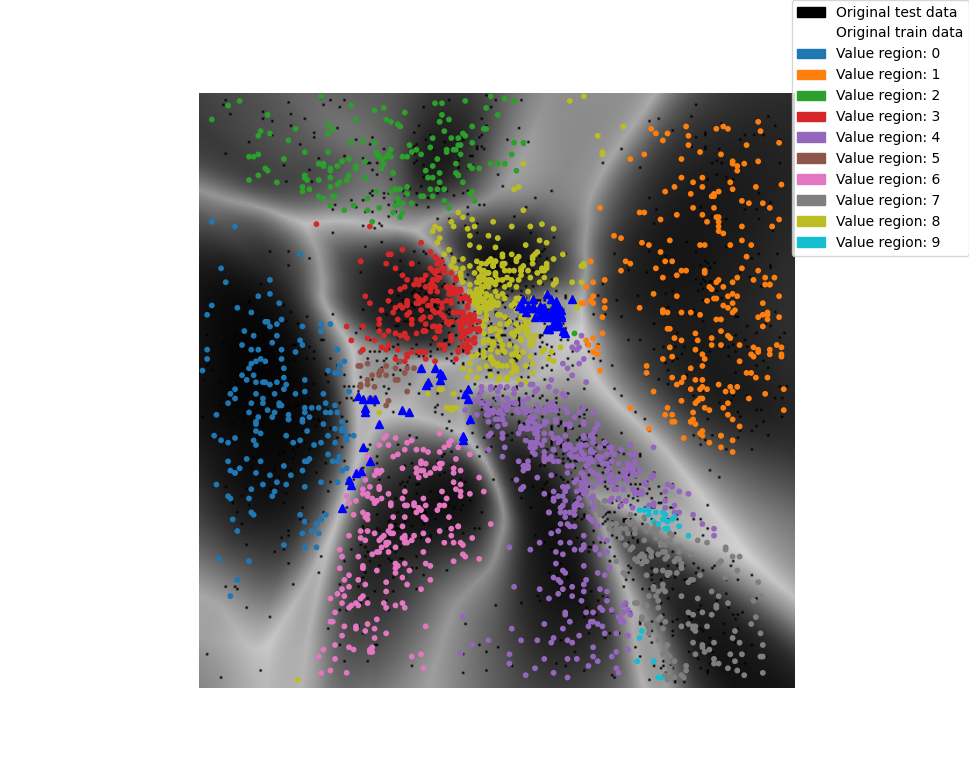 Original test data
Original train data
Value region: 0
Value region: 1
Value region: 2
Value region: 3
Value region: 4
Value region: 5
Value region: 6
Value region: 7
Value region: 8
Value region: 9